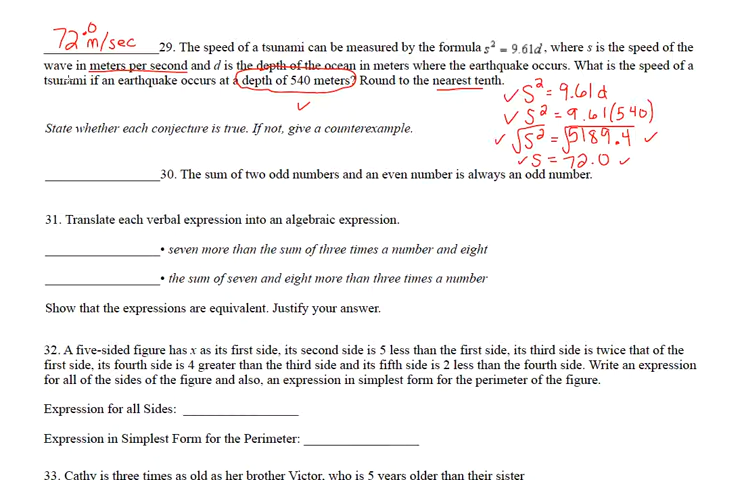 72.0
m/sec
29. The speed of a tsunami can be measured by the formula s² = 9.61d, where s is the speed of the
wave in meters per second and d is the depth of the ocean in meters where the earthquake occurs. What is the speed of a
tsunami if an earthquake occurs at a depth of 540 meters? Round to the nearest tenth.
✓ S² = 9.61d
✓ S² = 9.61(540)
✓ √S² = √5189.4 ✓
✓ S = 72.0 ✓
✓
State whether each conjecture is true. If not, give a counterexample.
30. The sum of two odd numbers and an even number is always an odd number.
31. Translate each verbal expression into an algebraic expression.
• seven more than the sum of three times a number and eight
• the sum of seven and eight more than three times a number
Show that the expressions are equivalent. Justify your answer.
32. A five-sided figure has x as its first side, its second side is 5 less than the first side, its third side is twice that of the
first side, its fourth side is 4 greater than the third side and its fifth side is 2 less than the fourth side. Write an expression
for all of the sides of the figure and also, an expression in simplest form for the perimeter of the figure.
Expression for all Sides:
Expression in Simplest Form for the Perimeter:
33. Cathy is three times as old as her brother Victor, who is 5 years older than their sister